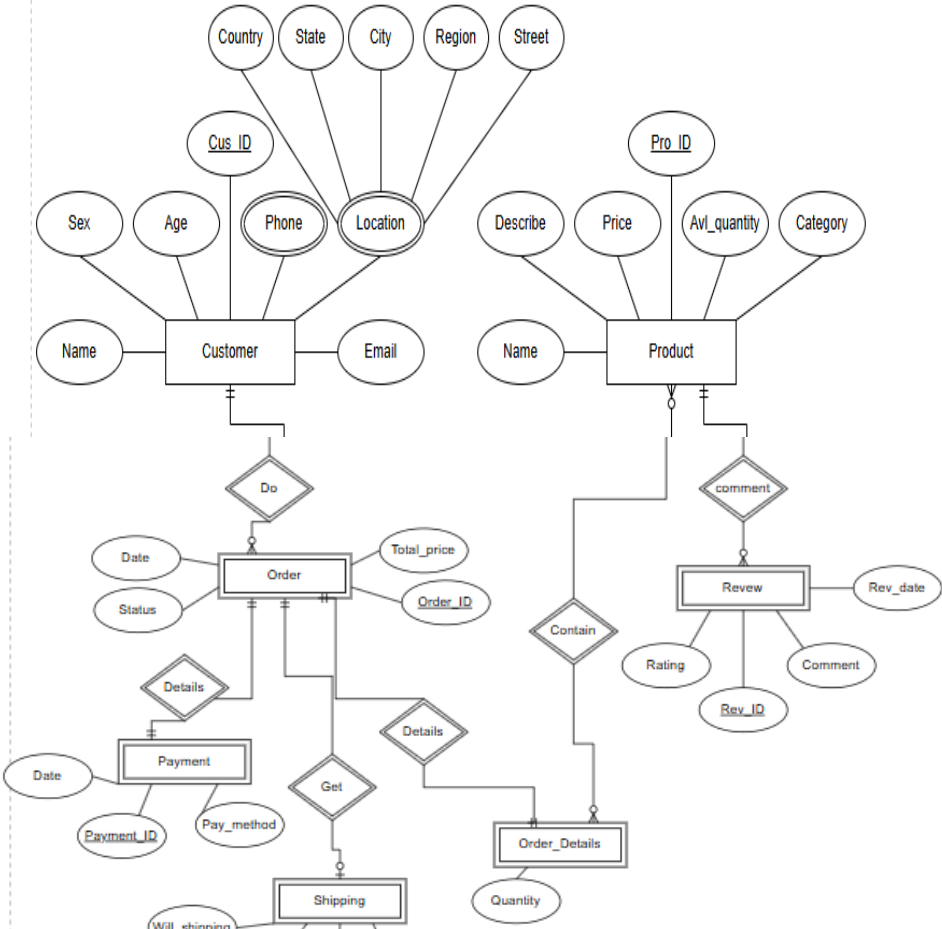 Country
State
City
Region
Street
Cus_ID
Pro_ID
Sex
Age
Phone
Location
Describe
Price
Avl_quantity
Category
Name
Customer
Email
Name
Product
Do
comment
Date
Order
Total_price
Status
Order_ID
Revew
Rev_date
Contain
Rating
Comment
Details
Rev_ID
Details
Payment
Date
Get
Payment_ID
Pay_method
Order_Details
Shipping
Quantity
Will_shipping